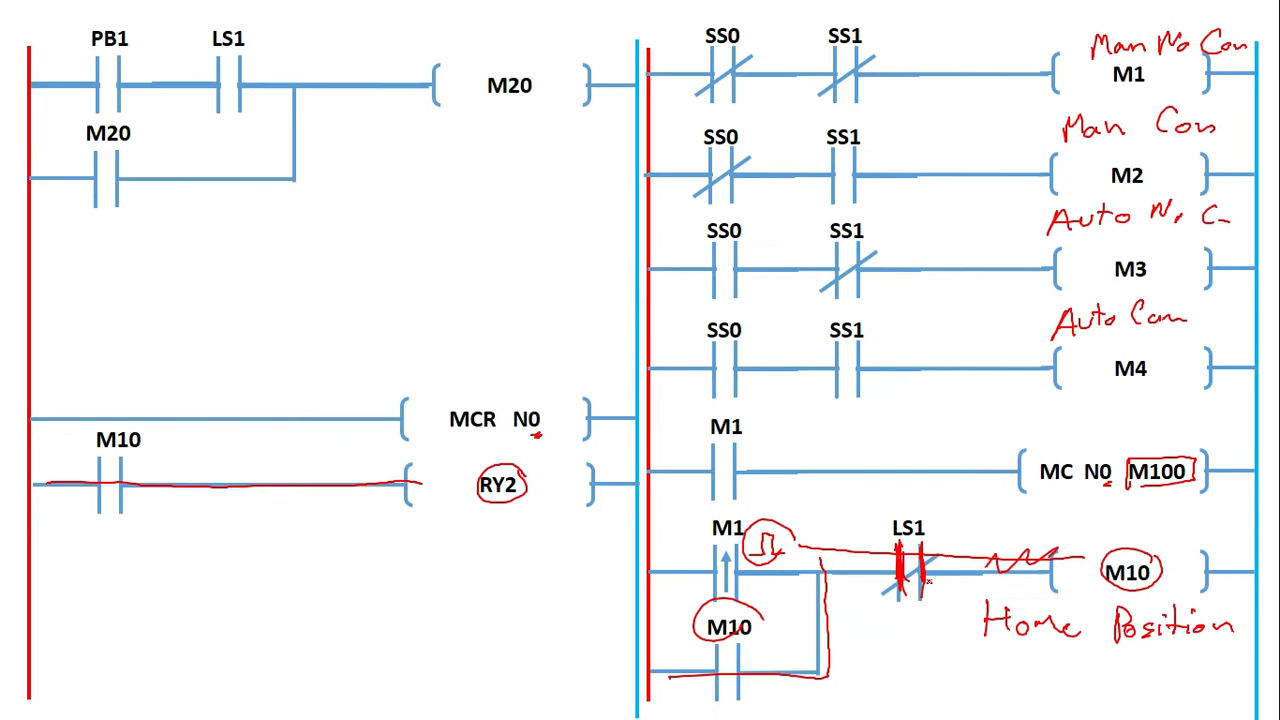 PB1 LS1
M20
M20
MCR N0
M10
RY2
SS0 SS1 Man No Con
M1
Man Con
SS0 SS1
M2
Auto N. C
SS0 SS1
M3
Auto Con
SS0 SS1
M4
M1
MC N0 M100
M1 LS1
M10
M10 Home Position